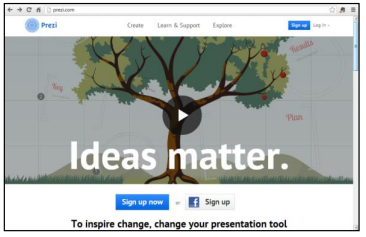 prezi.com
Prezi Create Learn & Support Explore Sign up Log in
Results
Buy
Plan
Ideas matter.
Sign up now or Sign up
To inspire change, change your presentation tool